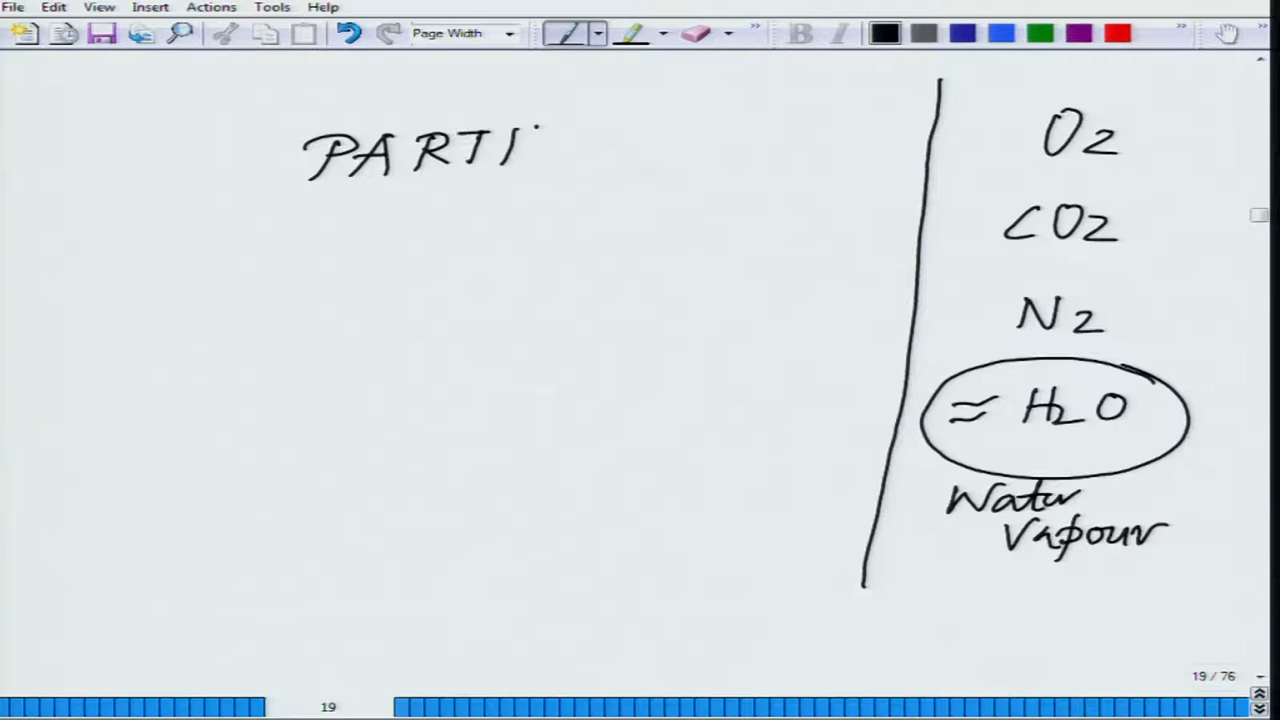 File Edit View Insert Actions Tools Help
Page Width
B I
PARTI
O2
CO2
N2
≈ H2O
Water
Vapour
19 / 76
19